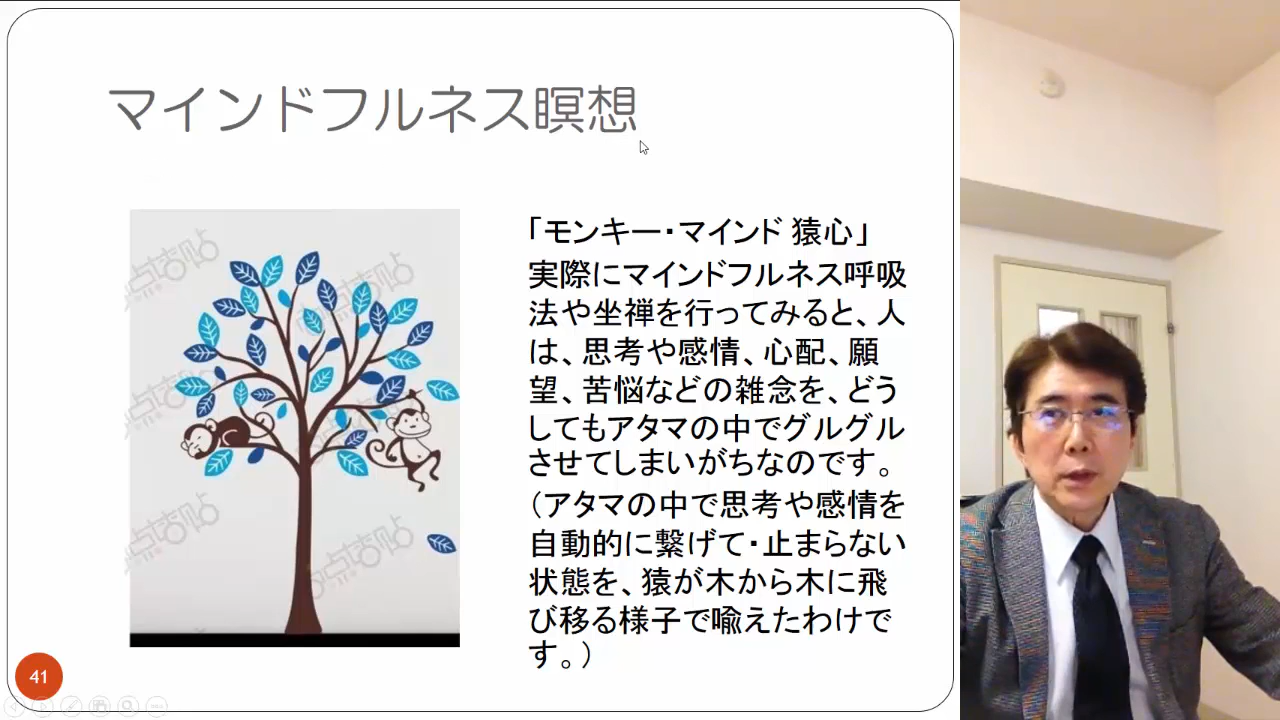 マインドフルネス瞑想
「モンキー・マインド 猿心」
実際にマインドフルネス呼吸
法や坐禅を行ってみると、人
は、思考や感情、心配、願
望、苦悩などの雑念を、どう
してもアタマの中でグルグル
させてしまいがちなのです。
（アタマの中で思考や感情を
自動的に繋げて・止まらない
状態を、猿が木から木に飛
び移る様子で喩えたわけで
す。）
41